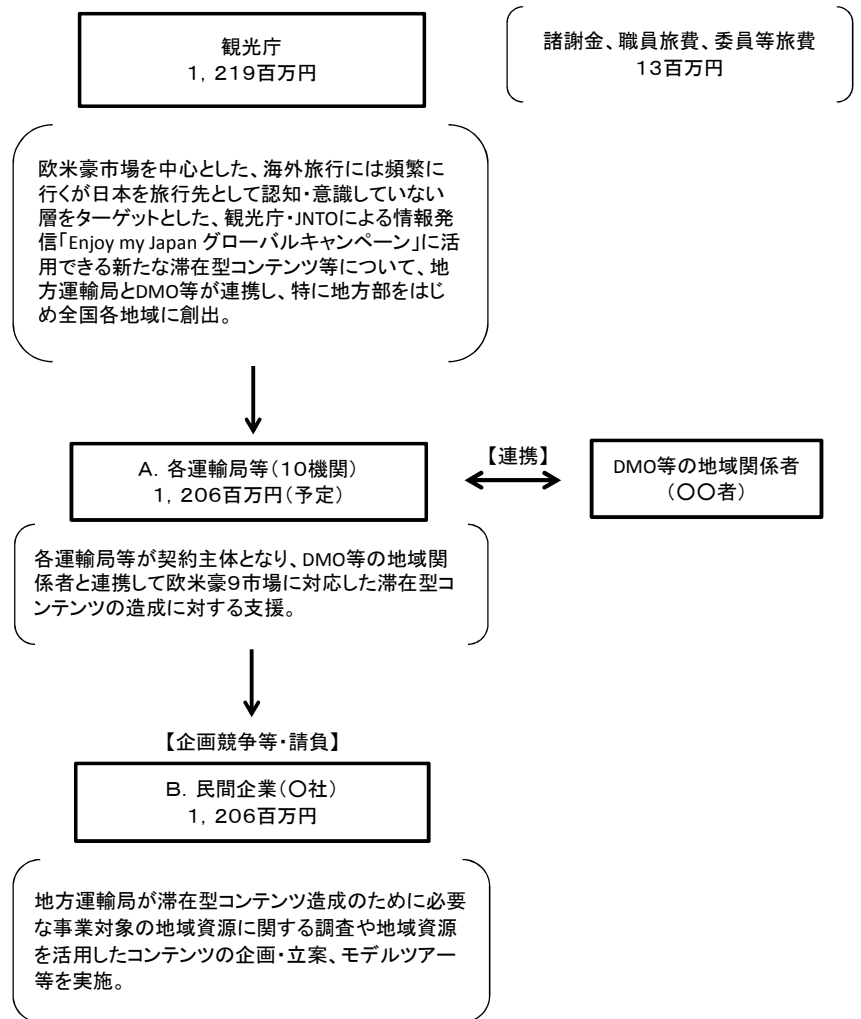 観光庁
1，219百万円
諸謝金、職員旅費、委員等旅費
13百万円
欧米豪市場を中心とした、海外旅行には頻繁に
行くが日本を旅行先として認知・意識していない
層をターゲットとした、観光庁・JNTOによる情報発
信「Enjoy my Japan グローバルキャンペーン」に活
用できる新たな滞在型コンテンツ等について、地
方運輸局とDMO等が連携し、特に地方部をはじ
め全国各地域に創出。
A．各運輸局等（10機関）
1，206百万円（予定）
【連携】
DMO等の地域関係者
（〇〇者）
各運輸局等が契約主体となり、DMO等の地域関
係者と連携して欧米豪9市場に対応した滞在型コ
ンテンツの造成に対する支援。
【企画競争等・請負】
B．民間企業（〇社）
1，206百万円
地方運輸局が滞在型コンテンツ造成のために必要
な事業対象の地域資源に関する調査や地域資源
を活用したコンテンツの企画・立案、モデルツアー
等を実施。